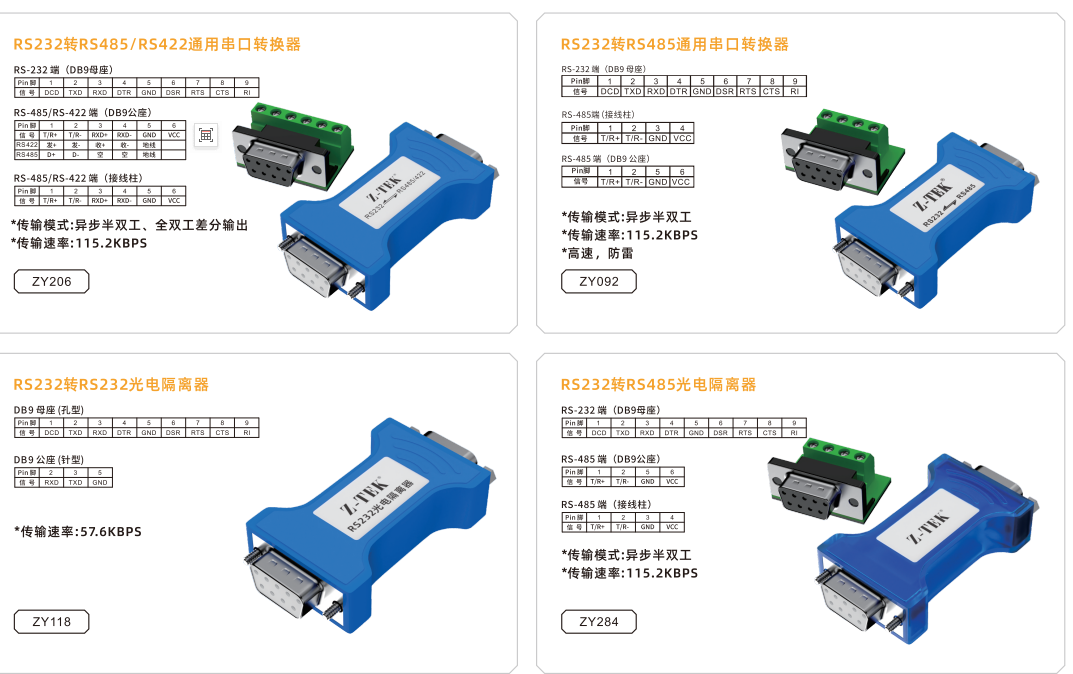 RS232转RS485/RS422通用串口转换器
RS-232 端（DB9母座）
Pin脚 1 2 3 4 5 6 7 8 9
信 号 DCD TXD RXD DTR GND DSR RTS CTS RI
RS-485/RS-422 端（DB9公座）
Pin脚 1 2 3 4 5 6
信 号 T/R+ T/R- RXD+ RXD- GND VCC
RS422 发+ 发- 收+ 收- 地线
RS485 D+ D- 空 空 地线
RS-485/RS-422 端（接线柱）
Pin脚 1 2 3 4 5 6
信 号 T/R+ T/R- RXD+ RXD- GND VCC
*传输模式:异步半双工、全双工差分输出
*传输速率:115.2KBPS
ZY206
Z-TEK
RS232 RS485/422
RS232转RS485通用串口转换器
RS-232 端（DB9 母座）
Pin脚 1 2 3 4 5 6 7 8 9
信号 DCD TXD RXD DTR GND DSR RTS CTS RI
RS-485端(接线柱)
Pin脚 1 2 3 4
信号 T/R+ T/R- GND VCC
RS-485 端（DB9 公座）
Pin脚 1 2 5 6
信号 T/R+ T/R- GND VCC
*传输模式:异步半双工
*传输速率:115.2KBPS
*高速，防雷
ZY092
Z-TEK®
RS232 RS485
RS232转RS232光电隔离器
DB9 母座 (孔型)
Pin脚 1 2 3 4 5 6 7 8 9
信 号 DCD TXD RXD DTR GND DSR RTS CTS RI
DB9 公座 (针型)
Pin脚 2 3 5
信 号 RXD TXD GND
*传输速率:57.6KBPS
ZY118
Z-TEK®
RS232光电隔离器
RS232转RS485光电隔离器
RS-232 端（DB9母座）
Pin脚 1 2 3 4 5 6 7 8 9
信 号 DCD TXD RXD DTR GND DSR RTS CTS RI
RS-485 端（DB9公座）
Pin脚 1 2 5 6
信 号 T/R+ T/R- GND VCC
RS-485 端（接线柱）
Pin脚 1 2 3 4
信 号 T/R+ T/R- GND VCC
*传输模式:异步半双工
*传输速率:115.2KBPS
ZY284
Z-TEK®